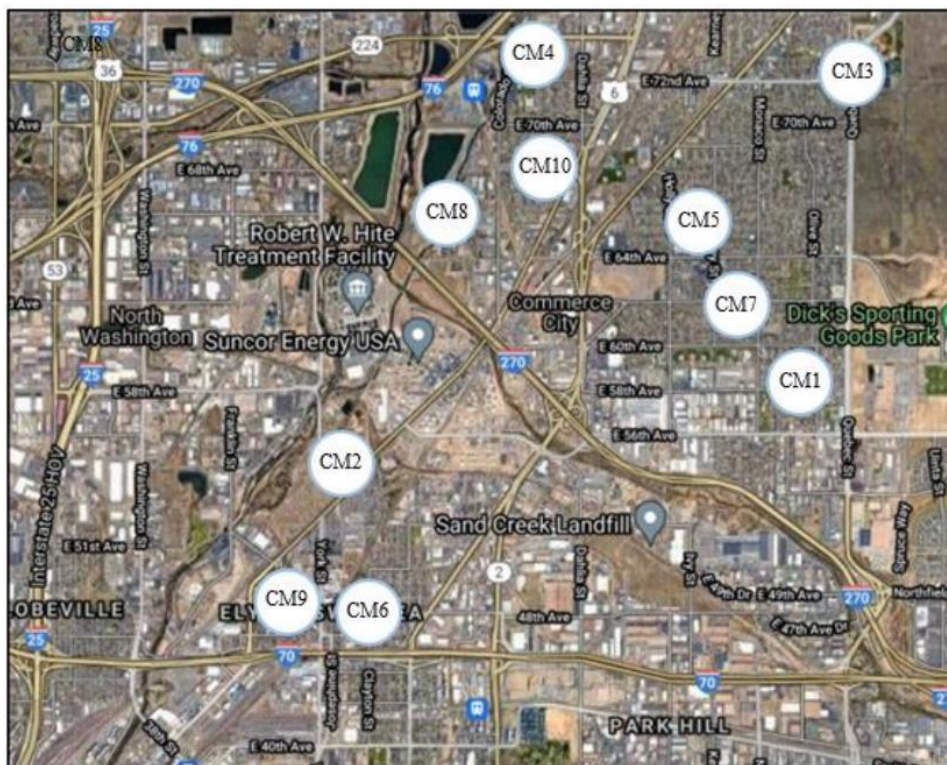 25
CM8
36
224
270
76
CM4
Dahlia St
6
E 72nd Ave
CM3
E 70th Ave
E 70th Ave
Monaco St
76
E 68th Ave
CM10
Washington St
CM8
CM5
Olive St
Robert W. Hite
Treatment Facility
E 64th Ave
53
North
Washington
Commerce
City
CM7
Dick's Sporting
Goods Park
Suncor Energy USA
E 60th Ave
270
25
E 58th Ave
E 58th Ave
CM1
Franklin St
E 56th Ave
Quebec St
CM2
Interstate 25 HOV
Washington St
Spruce Way
Sand Creek Landfill
E 51st Ave
York St
2
Dahlia St
Ivy St
E 49th Ave
270
Northfield
CM9
CM6
48th Ave
E 47th Ave Dr
25
70
70
Josephine St
Clayton St
38th St
PARK HILL
E 40th Ave